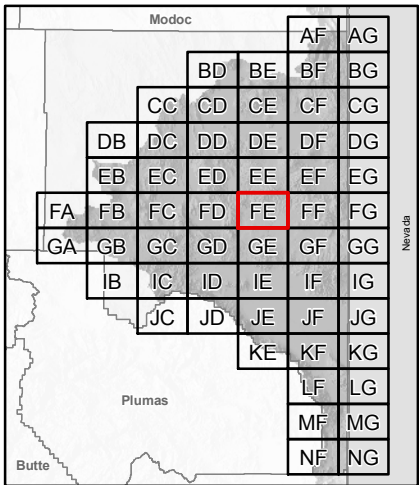 Modoc
AF AG
BD BE BF BG
CC CD CE CF CG
DB DC DD DE DF DG
EB EC ED EE EF EG
FA FB FC FD FE FF FG
Nevada
GA GB GC GD GE GF GG
IB IC ID IE IF IG
JC JD JE JF JG
KE KF KG
LF LG
Plumas
MF MG
Butte
NF NG